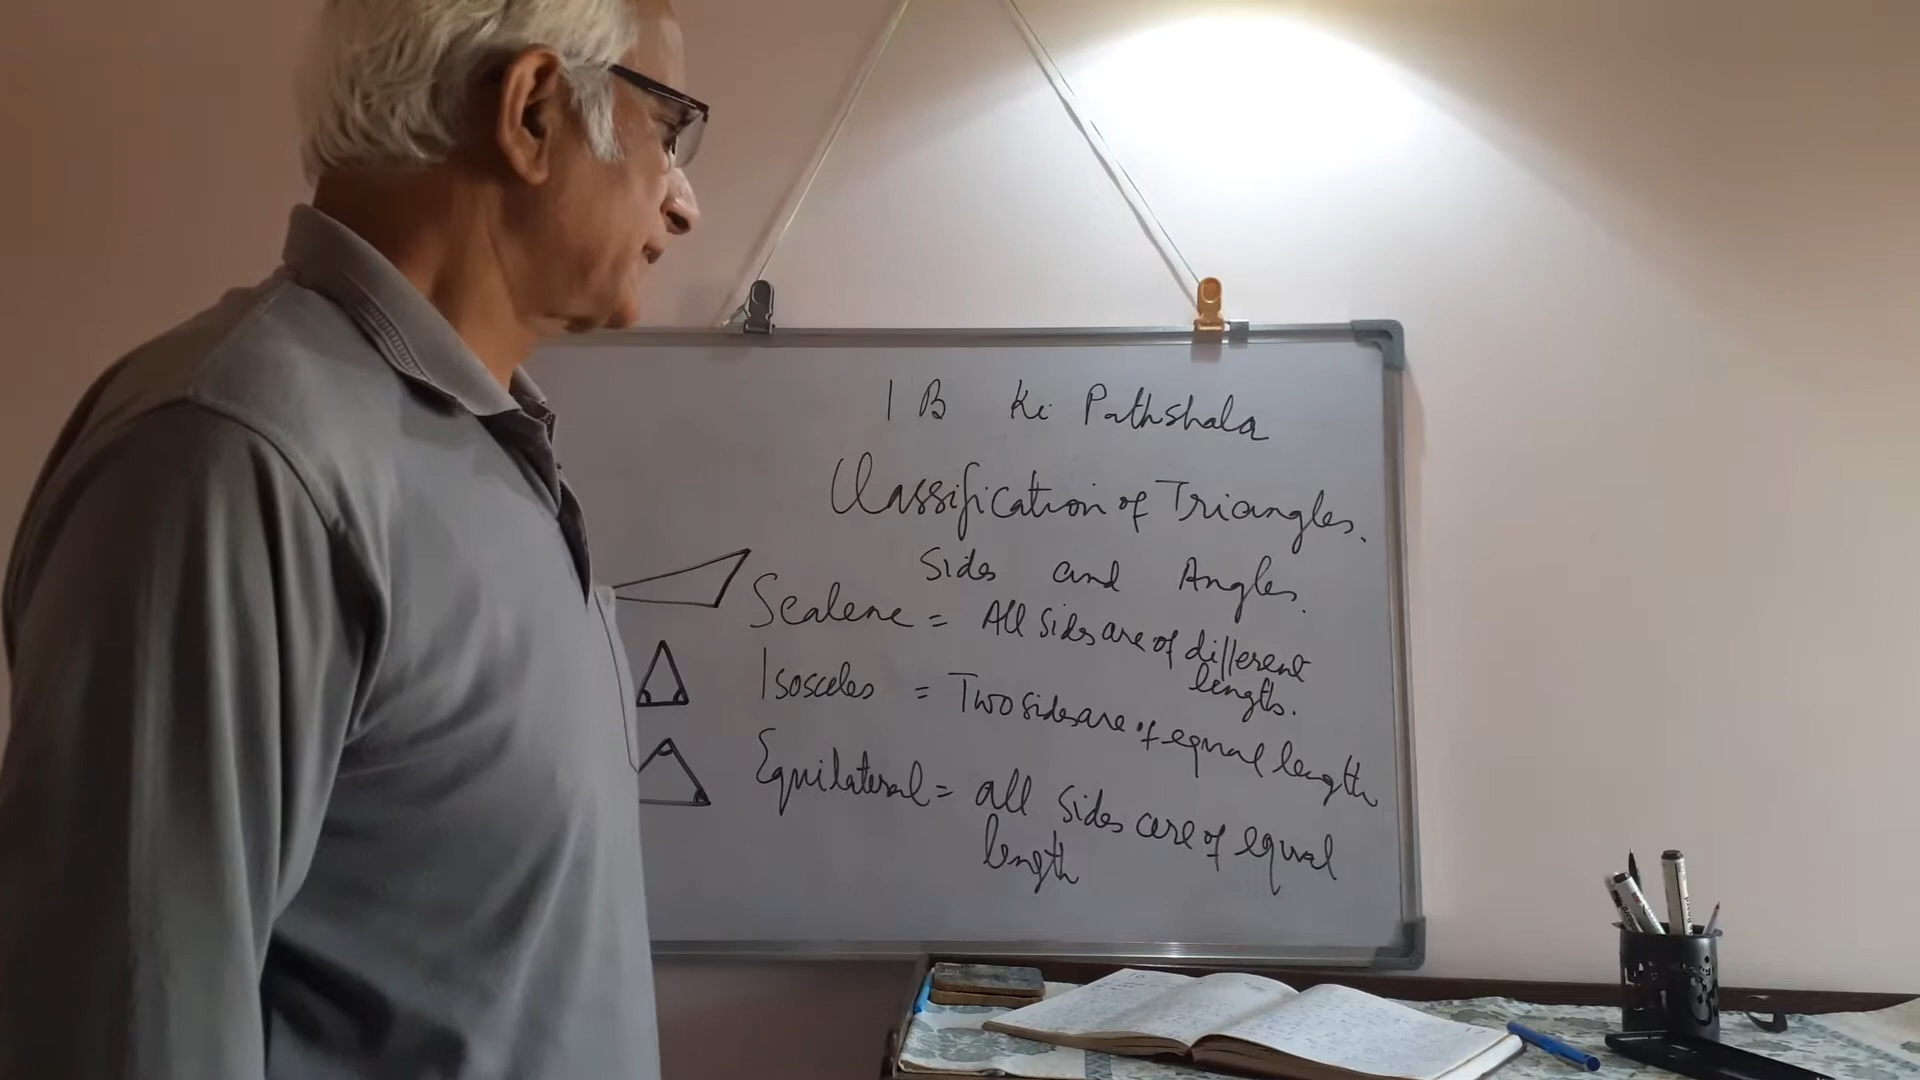 I B Ki Pathshala
Classification of Triangles.
Sides and Angles.
Scalene = All sides are of different
length.
Isosceles = Two sides are of equal length
Equilateral = all sides are of equal
length